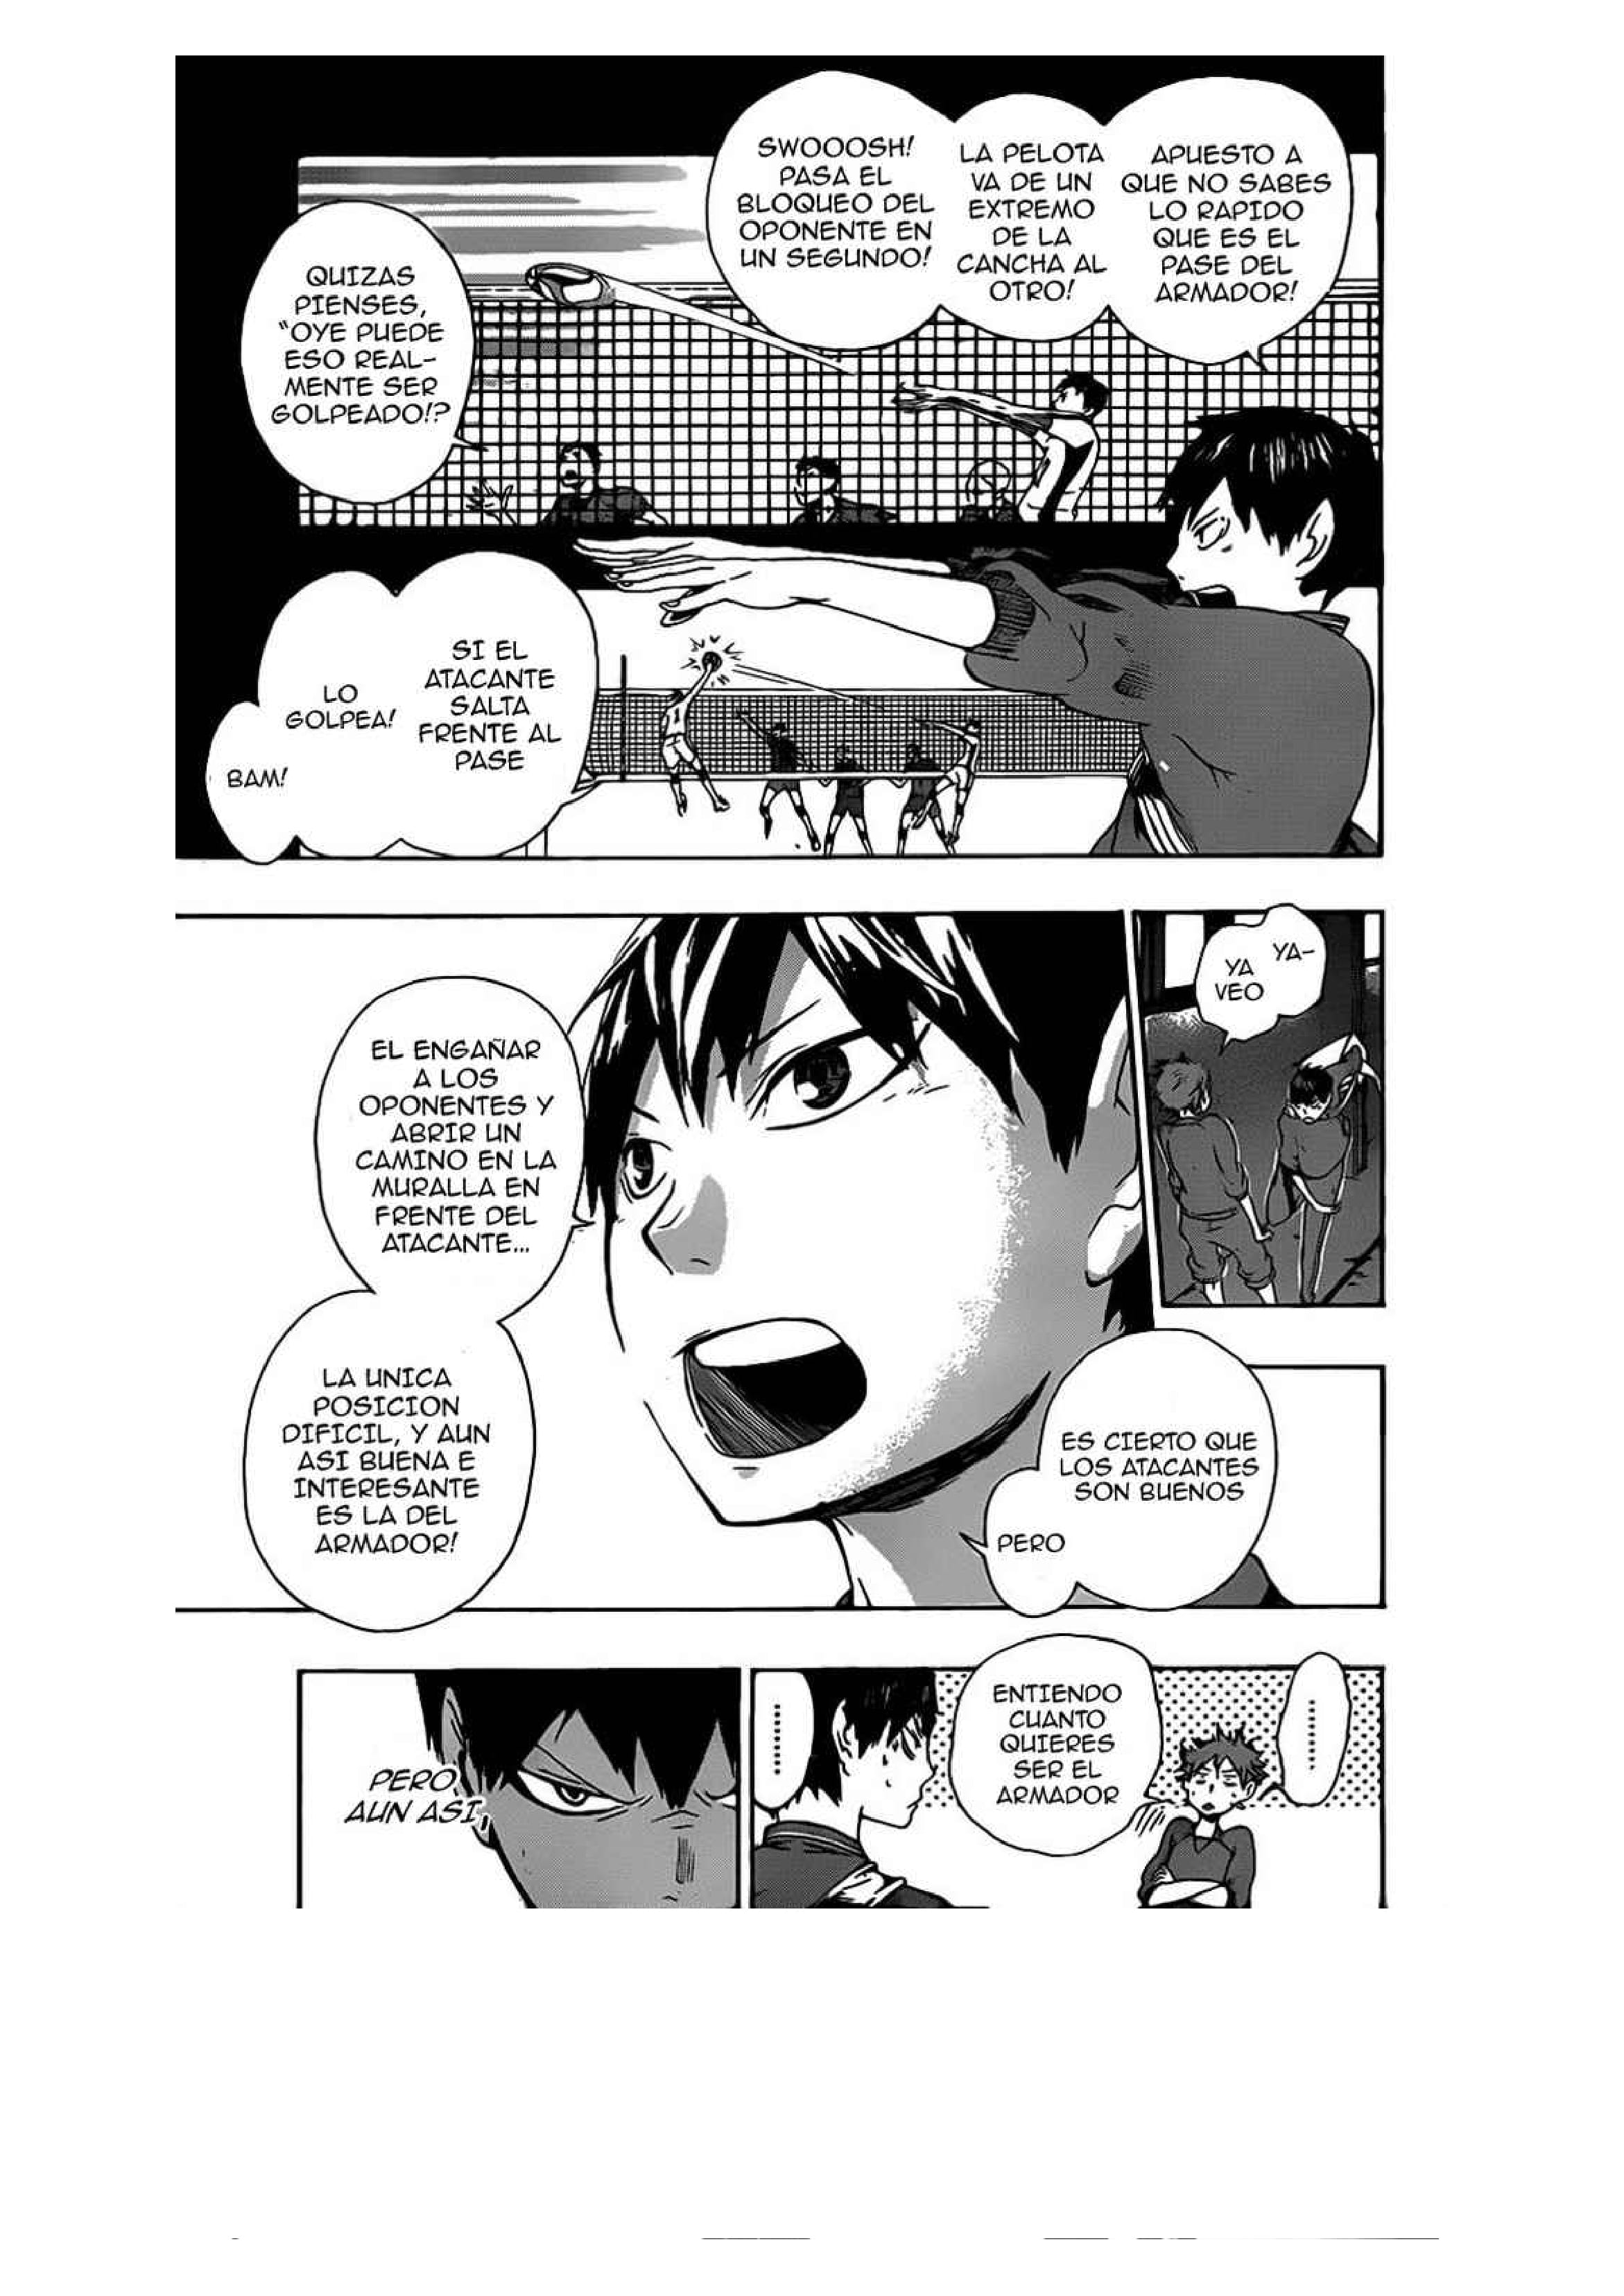 APUESTO A
QUE NO SABES
LO RAPIDO
QUE ES EL
PASE DEL
ARMADOR!
LA PELOTA
VA DE UN
EXTREMO
DE LA
CANCHA AL
OTRO!
SWOOOSH!
PASA EL
BLOQUEO DEL
OPONENTE EN
UN SEGUNDO!
QUIZAS
PIENSES,
"OYE PUEDE
ESO REAL-
MENTE SER
GOLPEADO!?
SI EL
ATACANTE
SALTA
FRENTE AL
PASE
LO
GOLPEA!
BAM!
YA-
YA
VEO
ES CIERTO QUE
LOS ATACANTES
SON BUENOS
PERO
EL ENGAÑAR
A LOS
OPONENTES Y
ABRIR UN
CAMINO EN LA
MURALLA EN
FRENTE DEL
ATACANTE...
LA UNICA
POSICION
DIFICIL, Y AUN
ASI BUENA E
INTERESANTE
ES LA DEL
ARMADOR!
.........
ENTIENDO
CUANTO
QUIERES
SER EL
ARMADOR
.........
PERO
AUN ASI,